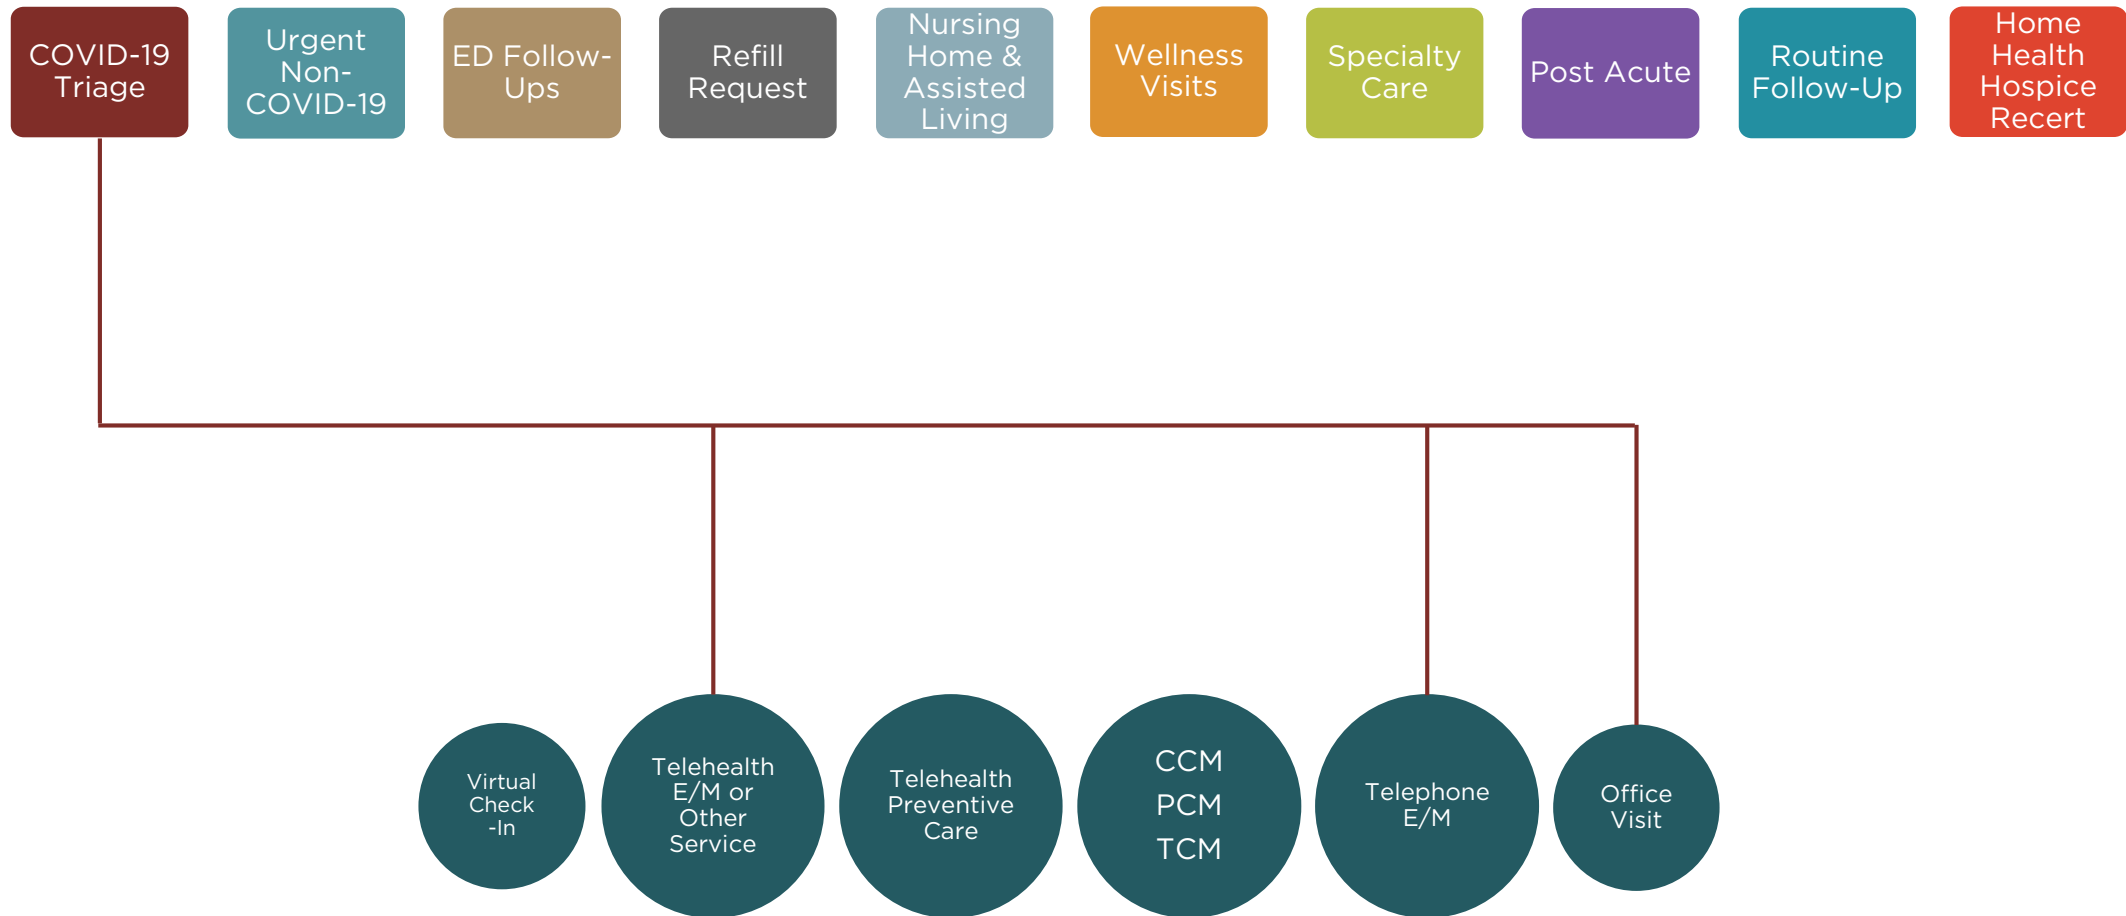 COVID-19
Triage
Urgent
Non-
COVID-19
ED Follow-
Ups
Refill
Request
Nursing
Home &
Assisted
Living
Wellness
Visits
Specialty
Care
Post Acute
Routine
Follow-Up
Home
Health
Hospice
Recert
Virtual
Check
-In
Telehealth
E/M or
Other
Service
Telehealth
Preventive
Care
CCM
PCM
TCM
Telephone
E/M
Office
Visit